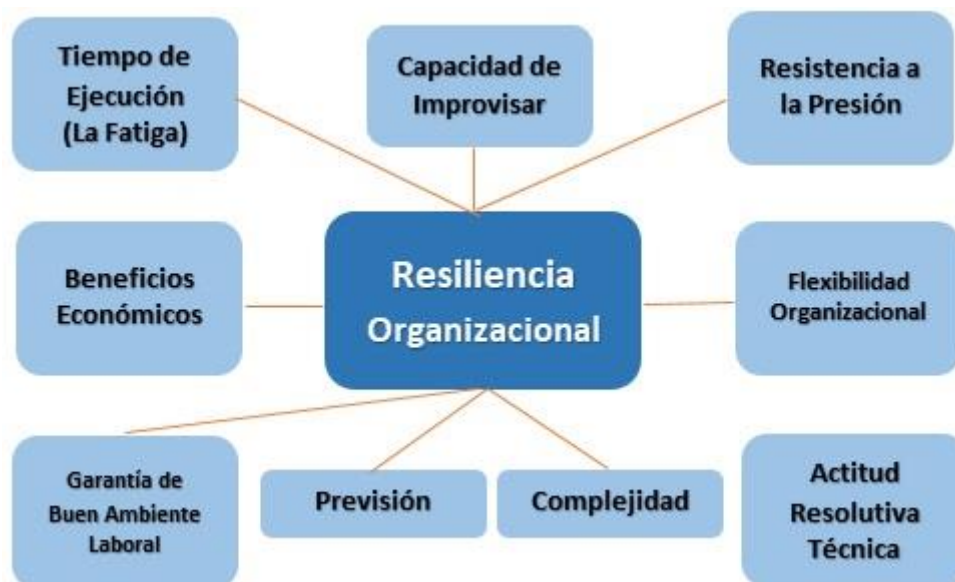 Tiempo de
Ejecución
(La Fatiga)
Capacidad de
Improvisar
Resistencia a
la Presión
Beneficios
Económicos
Resiliencia
Organizacional
Flexibilidad
Organizacional
Garantía de
Buen Ambiente
Laboral
Previsión
Complejidad
Actitud
Resolutiva
Técnica